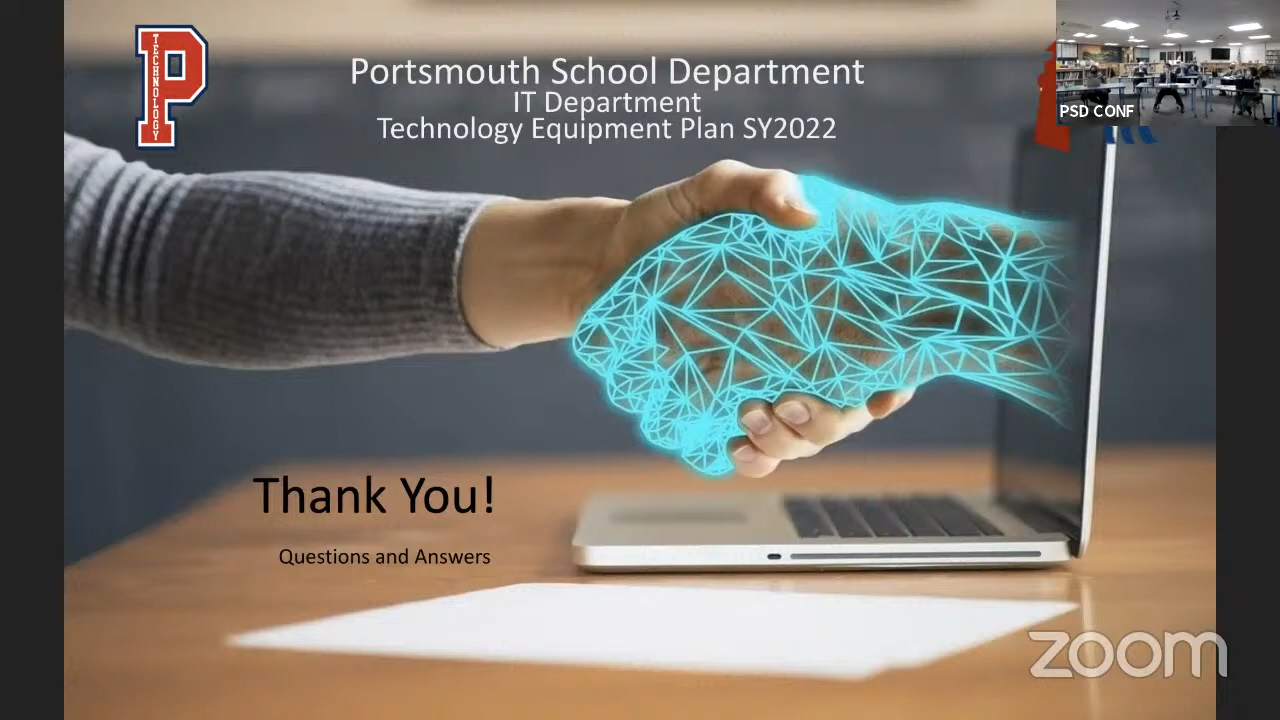 TECHNOLOGY
Portsmouth School Department
IT Department
Technology Equipment Plan SY2022
PSD CONF
Thank You!
Questions and Answers
zoom